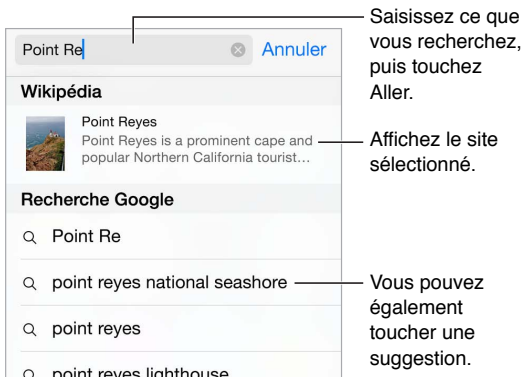 Point Re
Annuler
Wikipédia
Point Reyes
Point Reyes is a prominent cape and
popular Northern California tourist…
Recherche Google
Point Re
point reyes national seashore
point reyes
point reyes lighthouse
Saisissez ce que
vous recherchez,
puis touchez
Aller.
Affichez le site
sélectionné.
Vous pouvez
également
toucher une
suggestion.